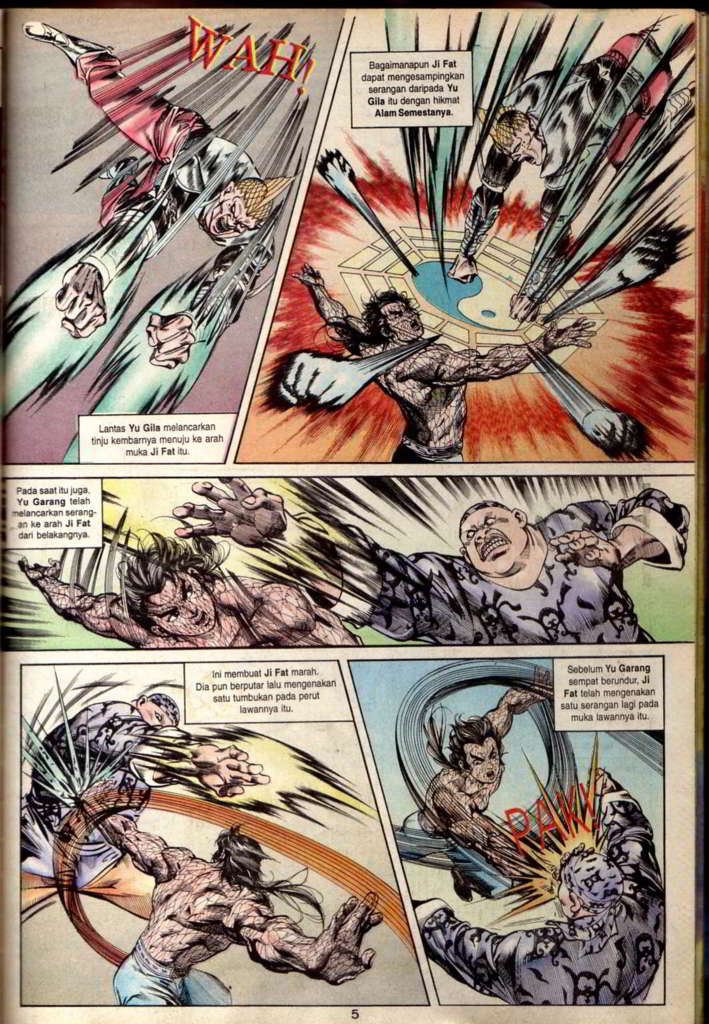 WAH!
Lantas Yu Gila melancarkan
tinju kembarnya menuju ke arah
muka Ji Fat itu.
Bagaimanapun Ji Fat
dapat mengesampingkan
serangan daripada Yu
Gila itu dengan hikmat
Alam Semestanya.
Pada saat itu juga,
Yu Garang telah
melancarkan serang-
an ke arah Ji Fat
dari belakangnya.
Ini membuat Ji Fat marah.
Dia pun berputar lalu mengenakan
satu tumbukan pada perut
lawannya itu.
Sebelum Yu Garang
sempat berundur, Ji
Fat telah mengenakan
satu serangan lagi pada
muka lawannya itu.
PAKK!
5